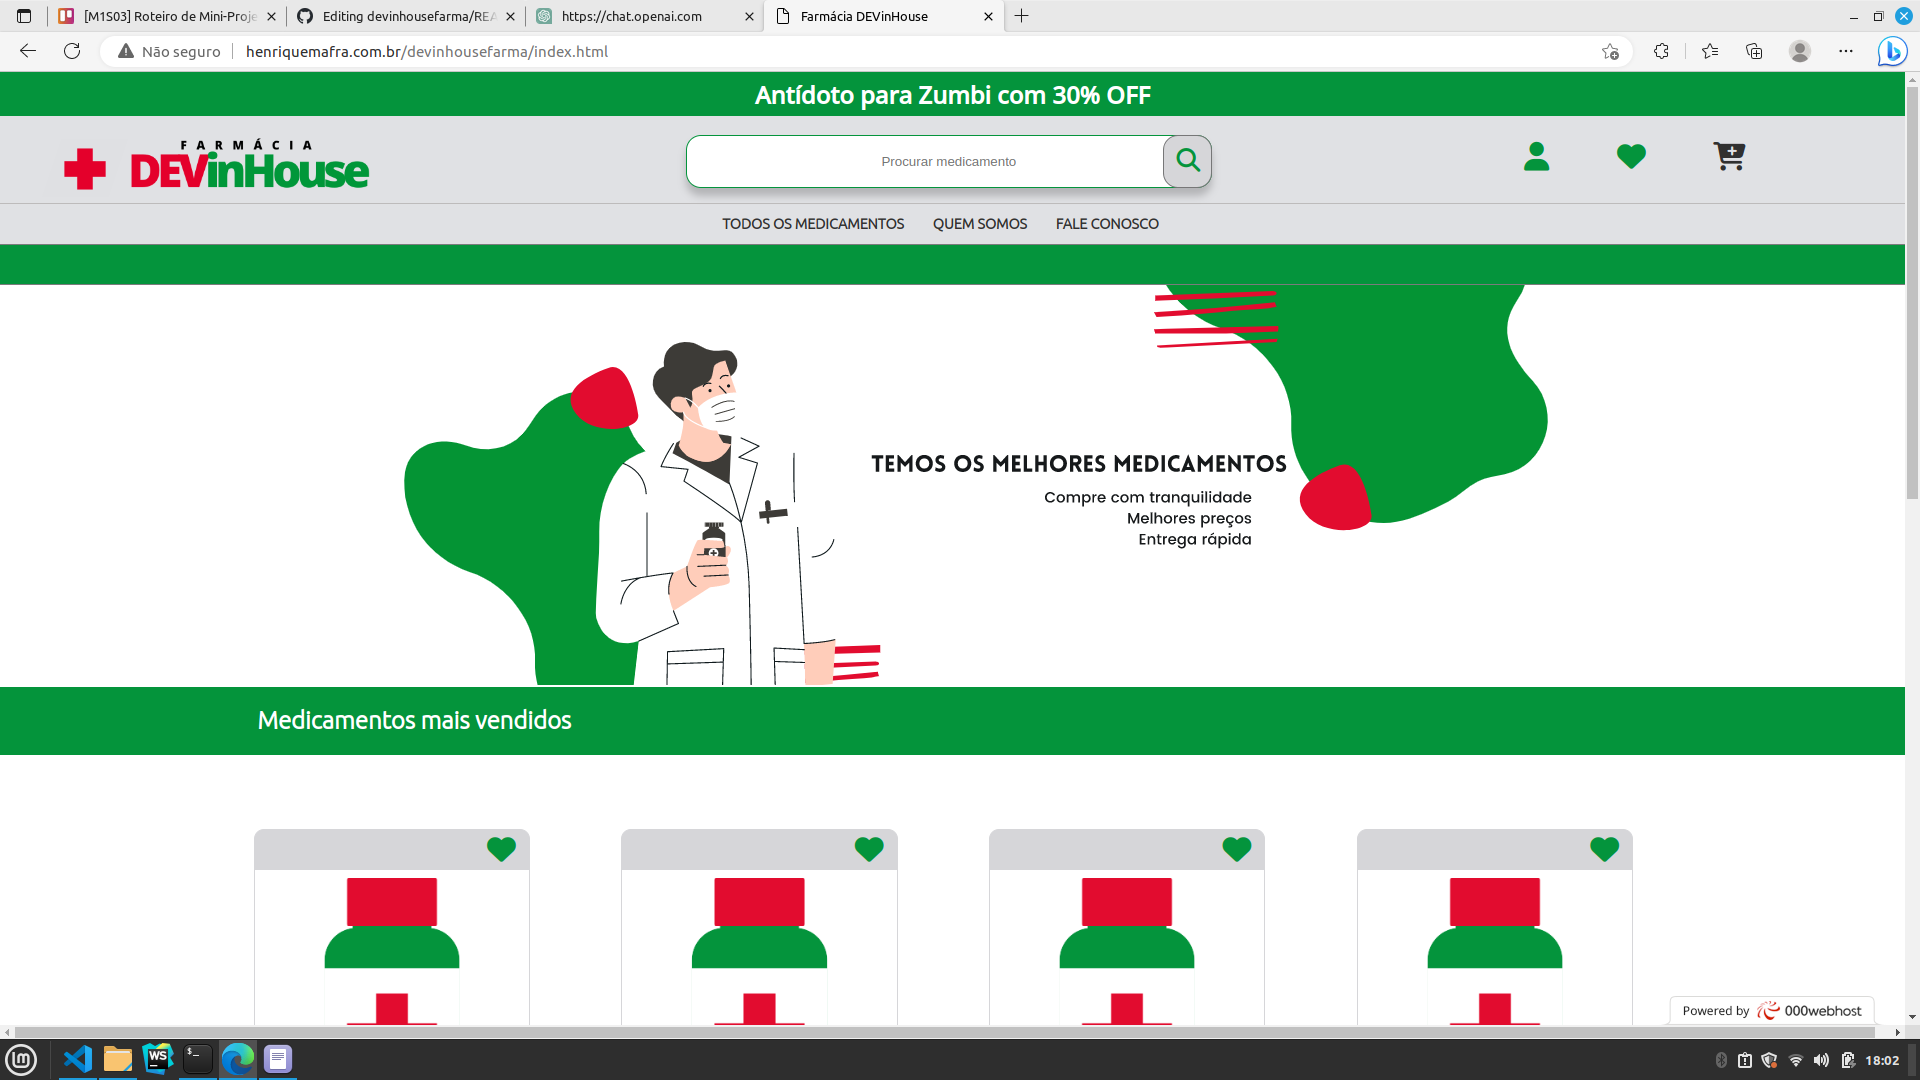 [M1S03] Roteiro de Mini-Proje
Editing devinhousefarma/REA
https://chat.openai.com
Farmácia DEVinHouse
Não seguro
henriquemafra.com.br/devinhousefarma/index.html
Antídoto para Zumbi com 30% OFF
FARMÁCIA
DEVinHouse
Procurar medicamento
TODOS OS MEDICAMENTOS QUEM SOMOS FALE CONOSCO
TEMOS OS MELHORES MEDICAMENTOS
Compre com tranquilidade
Melhores preços
Entrega rápida
Medicamentos mais vendidos
Powered by 000webhost
WS
18:02